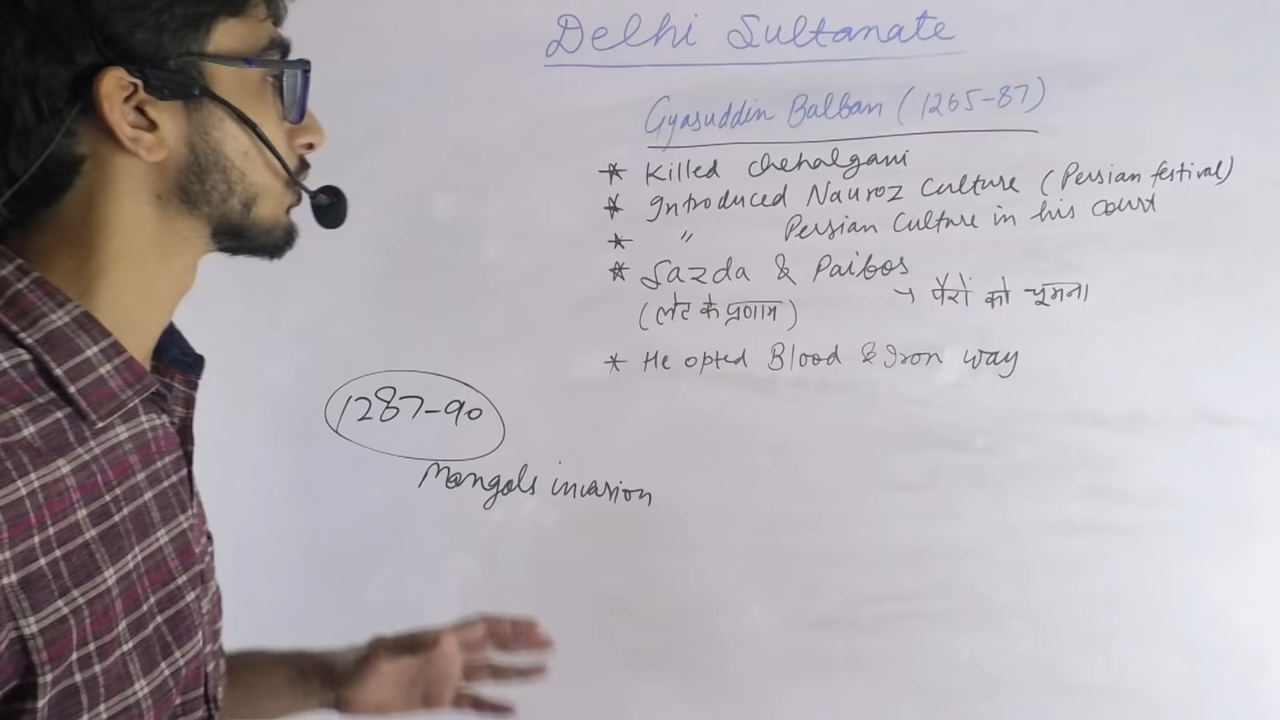 Delhi Sultanate
Gyasuddin Balban (1265-87)
* Killed chehalgani
* Introduced Nauroz Culture (Persian festival)
* " Persian Culture in his court
* Sazda & Paibos
(लेट के प्रणाम) → पैरों को चूमना
* He opted Blood & Iron way
1287-90
Mongols invasion